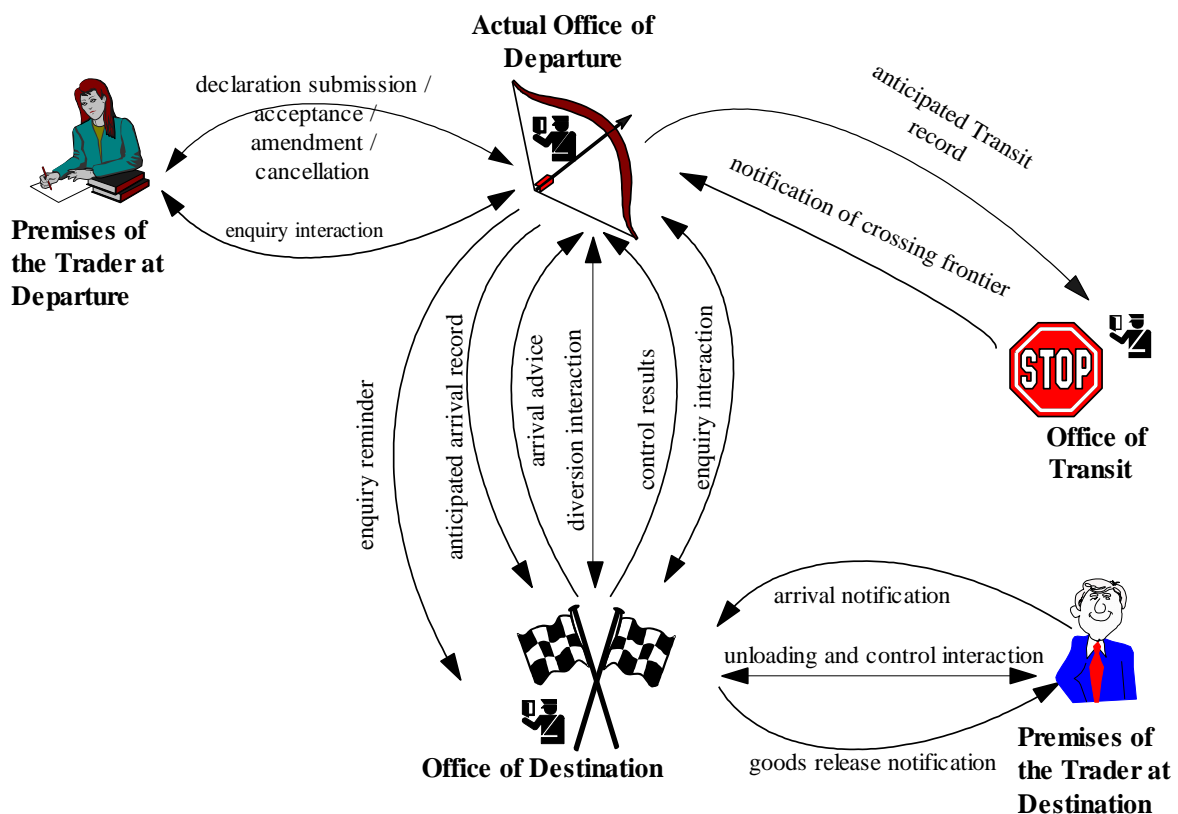 Actual Office of
Departure
declaration submission /
acceptance /
amendment /
cancellation
enquiry interaction
Premises of
the Trader at
Departure
anticipated Transit
record
notification of crossing frontier
STOP
Office of
Transit
enquiry reminder
anticipated arrival record
arrival advice
diversion interaction
control results
enquiry interaction
arrival notification
unloading and control interaction
goods release notification
Office of Destination
Premises of
the Trader at
Destination